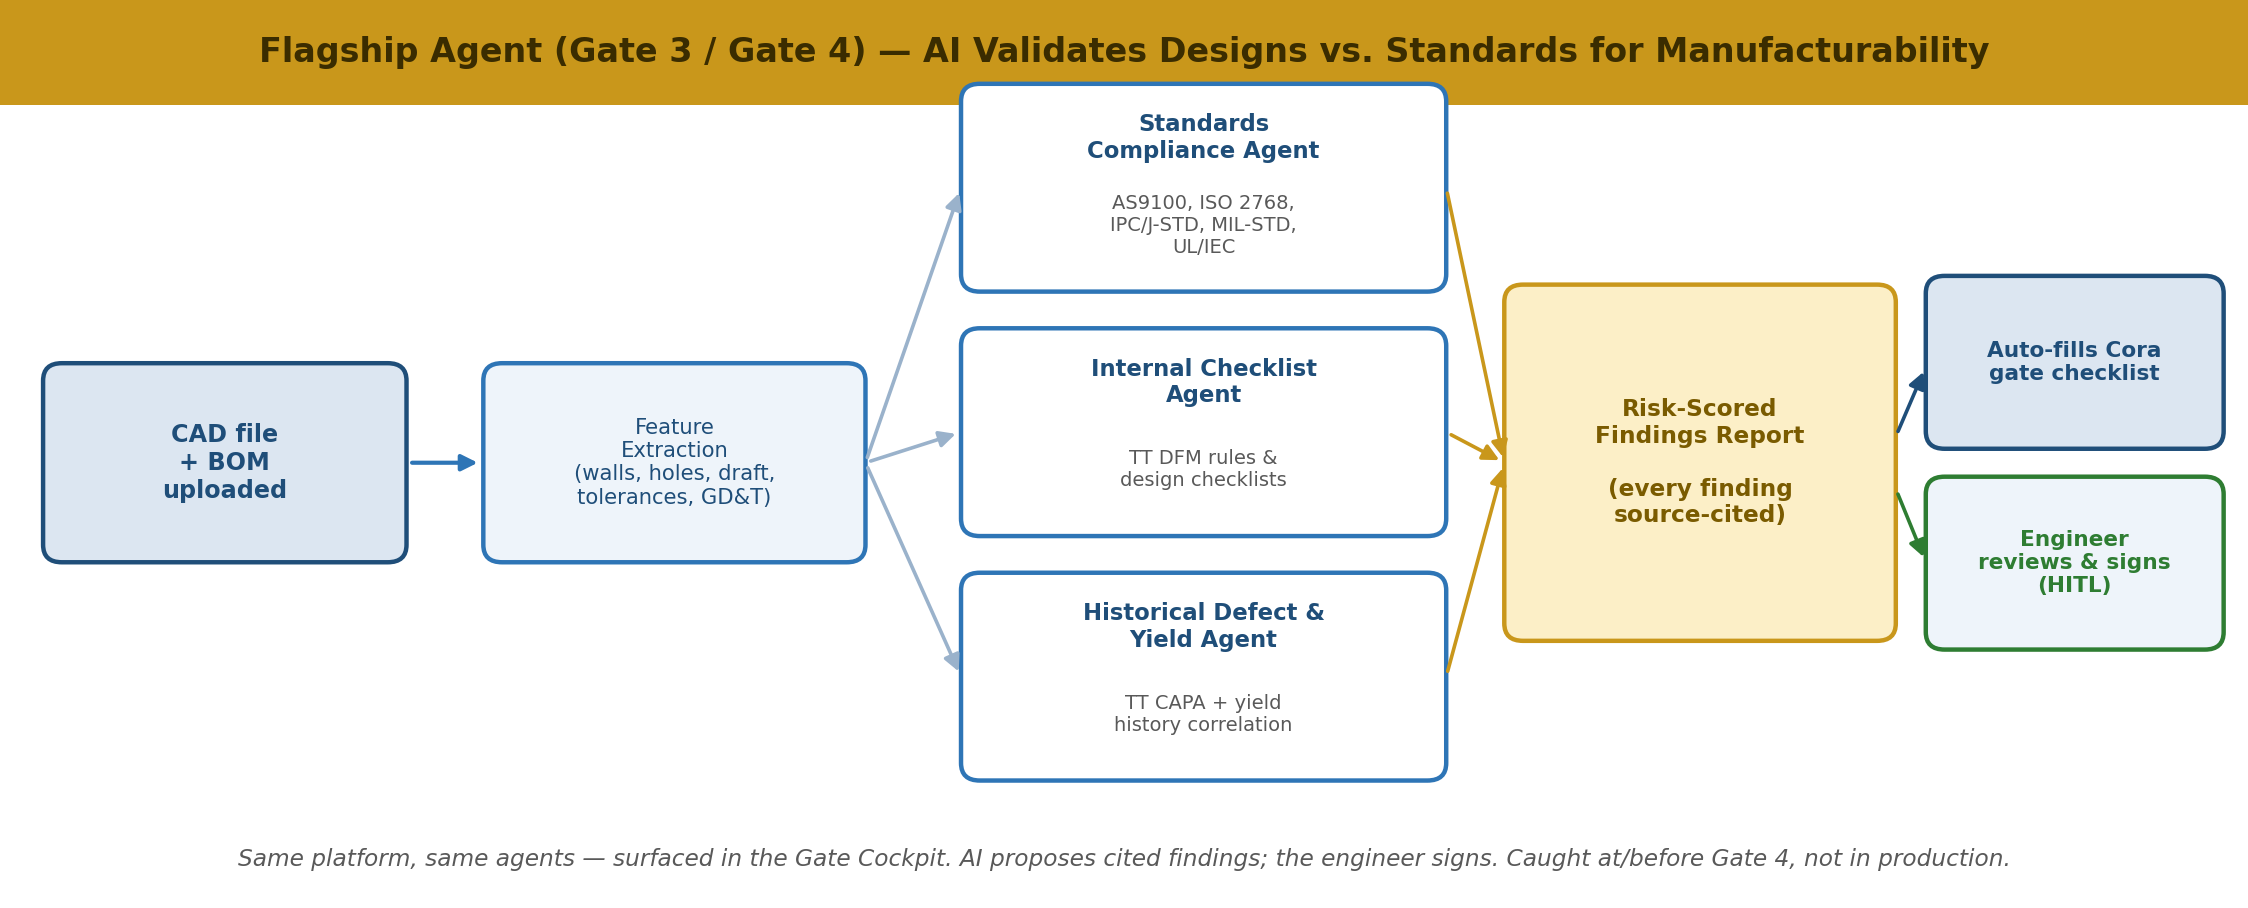 Flagship Agent (Gate 3 / Gate 4) — AI Validates Designs vs. Standards for Manufacturability
CAD file
+ BOM
uploaded
Feature
Extraction
(walls, holes, draft,
tolerances, GD&T)
Standards
Compliance Agent
AS9100, ISO 2768,
IPC/J-STD, MIL-STD,
UL/IEC
Internal Checklist
Agent
TT DFM rules &
design checklists
Historical Defect &
Yield Agent
TT CAPA + yield
history correlation
Risk-Scored
Findings Report
(every finding
source-cited)
Auto-fills Cora
gate checklist
Engineer
reviews & signs
(HITL)
Same platform, same agents — surfaced in the Gate Cockpit. AI proposes cited findings; the engineer signs. Caught at/before Gate 4, not in production.